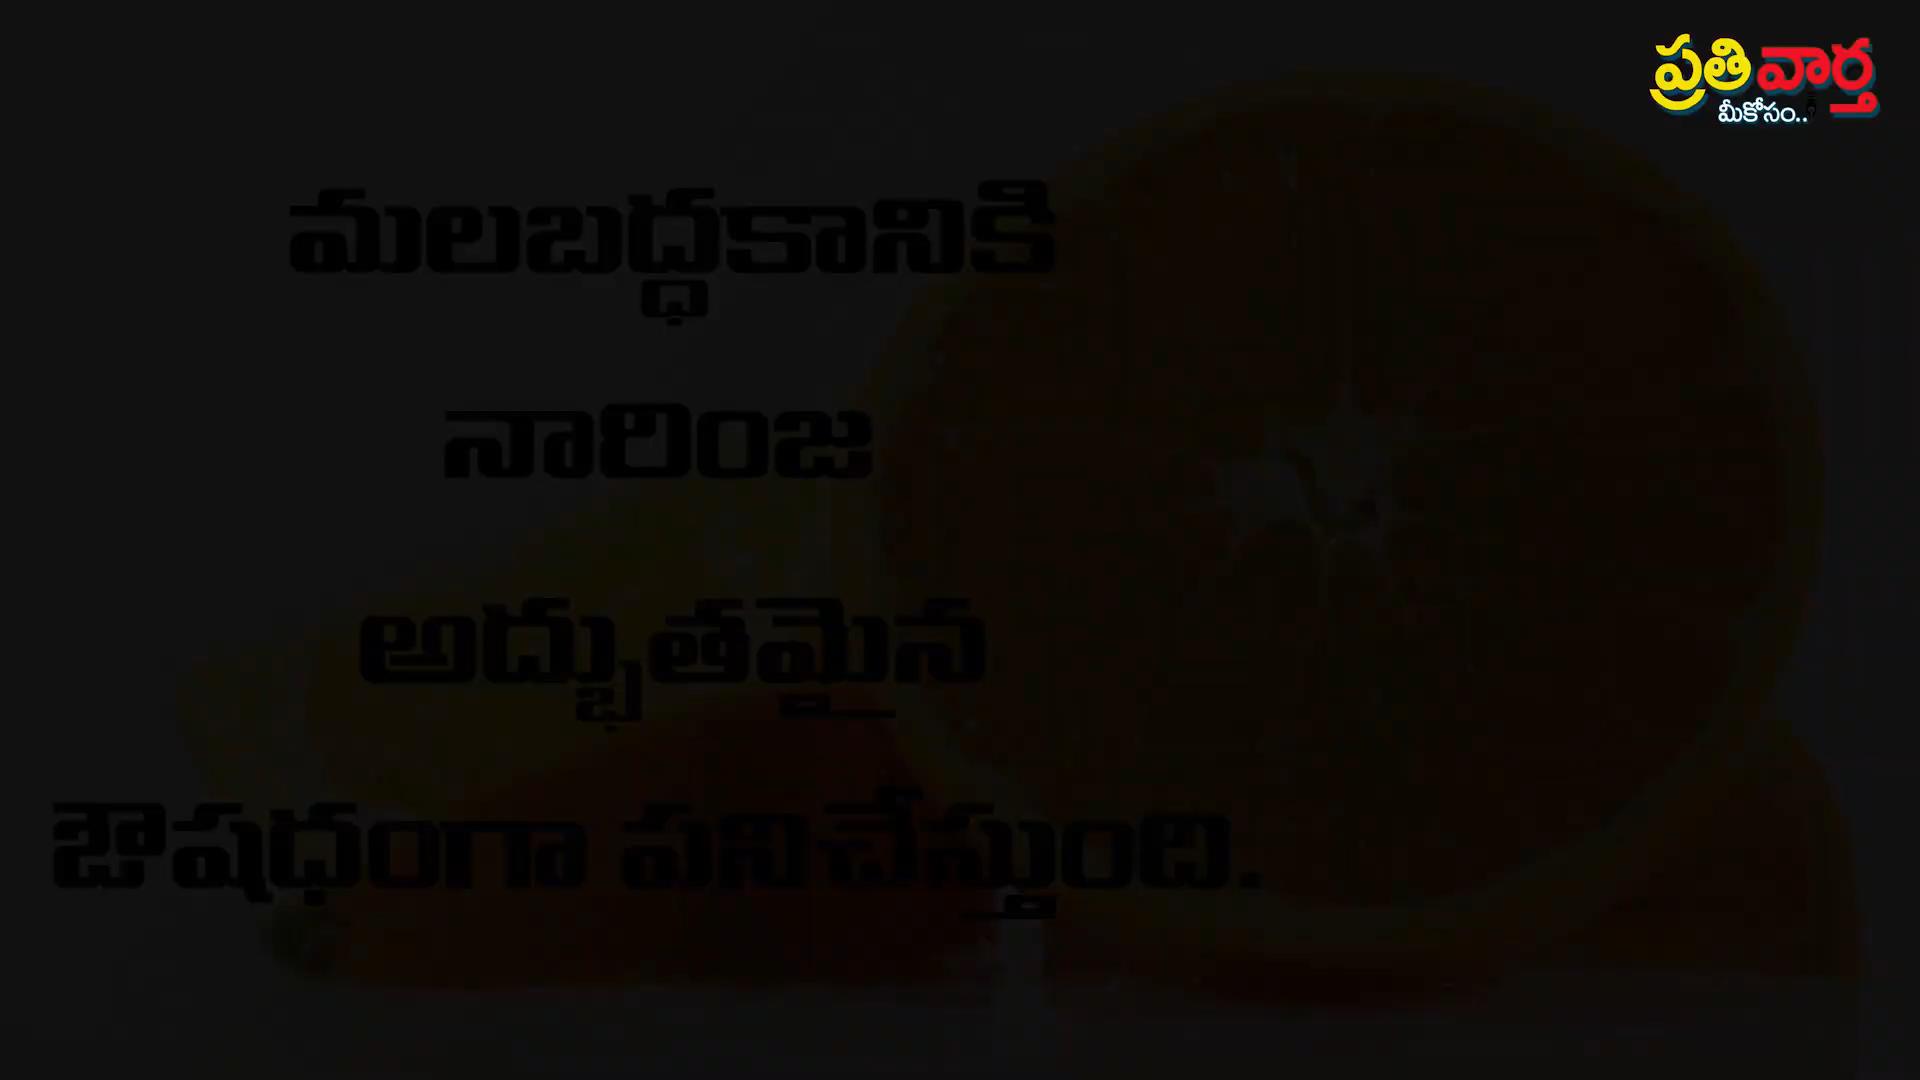 ప్రతి వార్త
మీకోసం..
మలబద్ధకానికి
నారింజ
అద్భుతమైన
ఔషధంగా పనిచేస్తుంది.